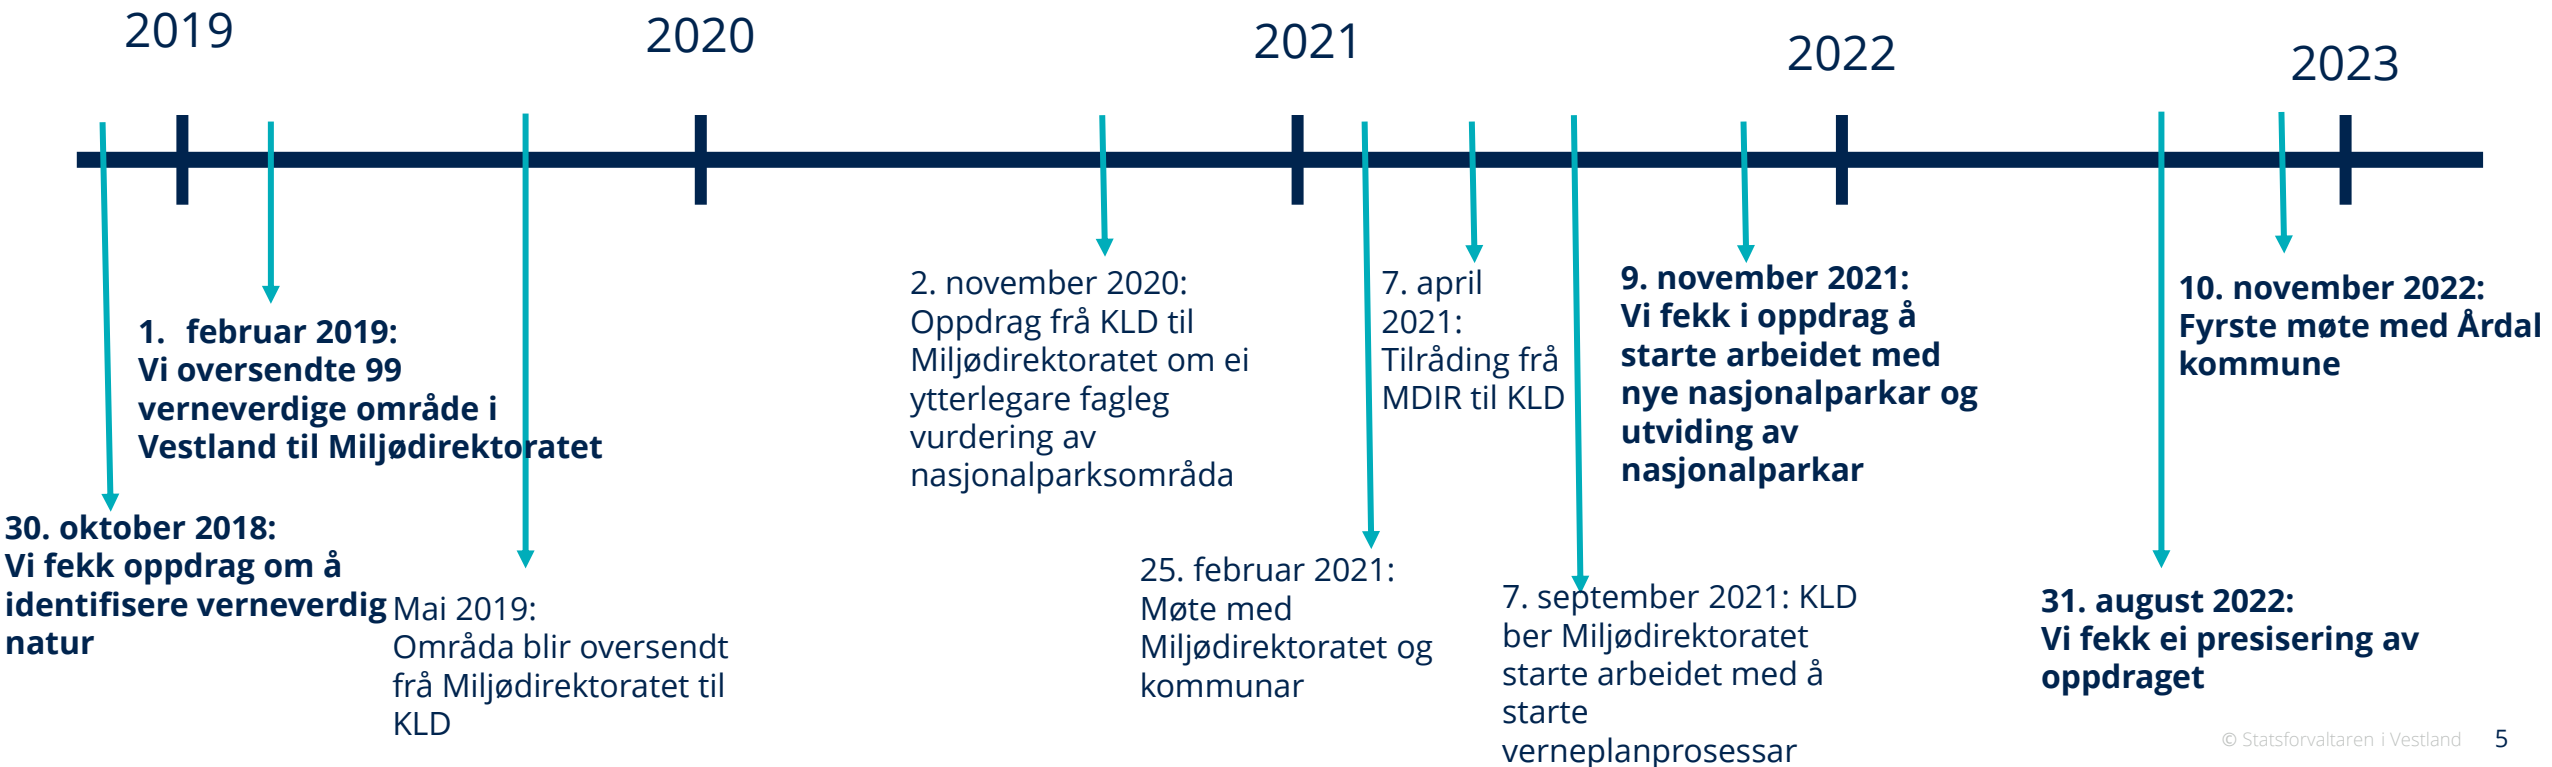 2019
2020
2021
2022
2023
1. februar 2019:
Vi oversendte 99
verneverdige område i
Vestland til Miljødirektoratet
30. oktober 2018:
Vi fekk oppdrag om å
identifisere verneverdig
natur
Mai 2019:
Områda blir oversendt
frå Miljødirektoratet til
KLD
2. november 2020:
Oppdrag frå KLD til
Miljødirektoratet om ei
ytterlegare fagleg
vurdering av
nasjonalparksområda
25. februar 2021:
Møte med
Miljødirektoratet og
kommunar
7. april
2021:
Tilråding frå
MDIR til KLD
7. september 2021: KLD
ber Miljødirektoratet
starte arbeidet med å
starte
verneplanprosessar
9. november 2021:
Vi fekk i oppdrag å
starte arbeidet med
nye nasjonalparkar og
utviding av
nasjonalparkar
31. august 2022:
Vi fekk ei presisering av
oppdraget
10. november 2022:
Fyrste møte med Årdal
kommune
© Statsforvaltaren i Vestland 5